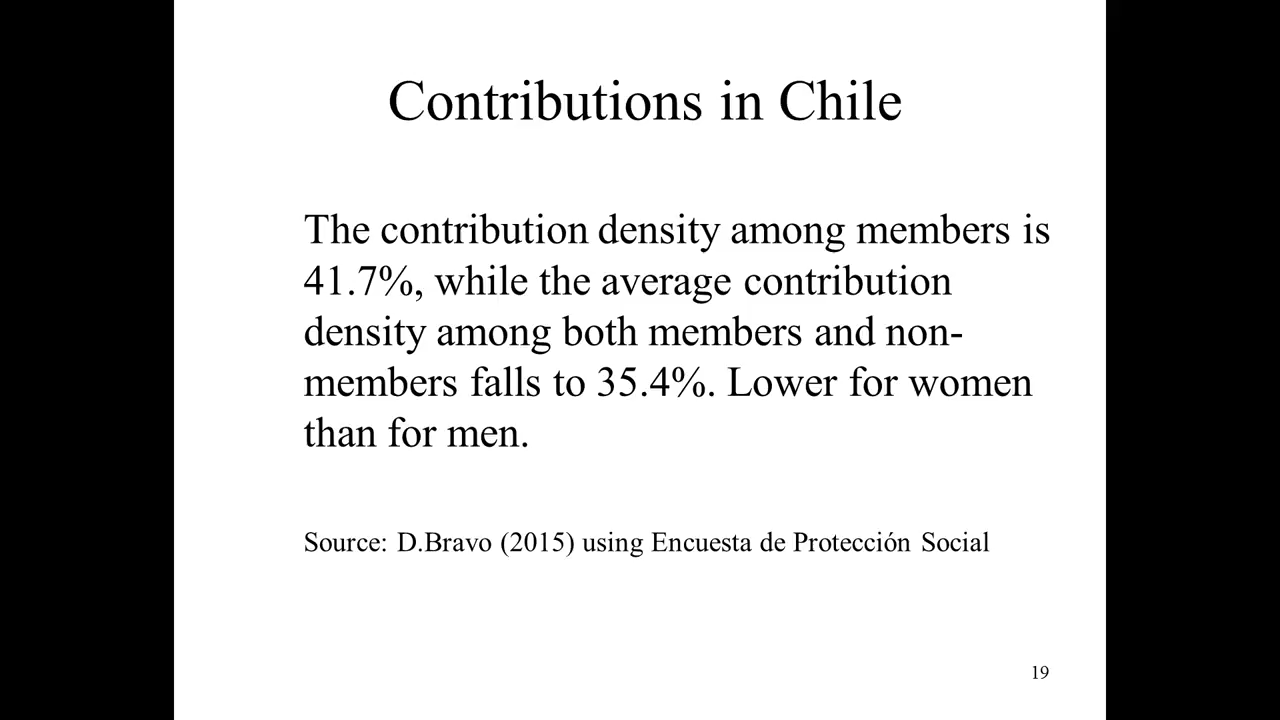 Contributions in Chile
The contribution density among members is
41.7%, while the average contribution
density among both members and non-
members falls to 35.4%. Lower for women
than for men.
Source: D.Bravo (2015) using Encuesta de Protección Social
19